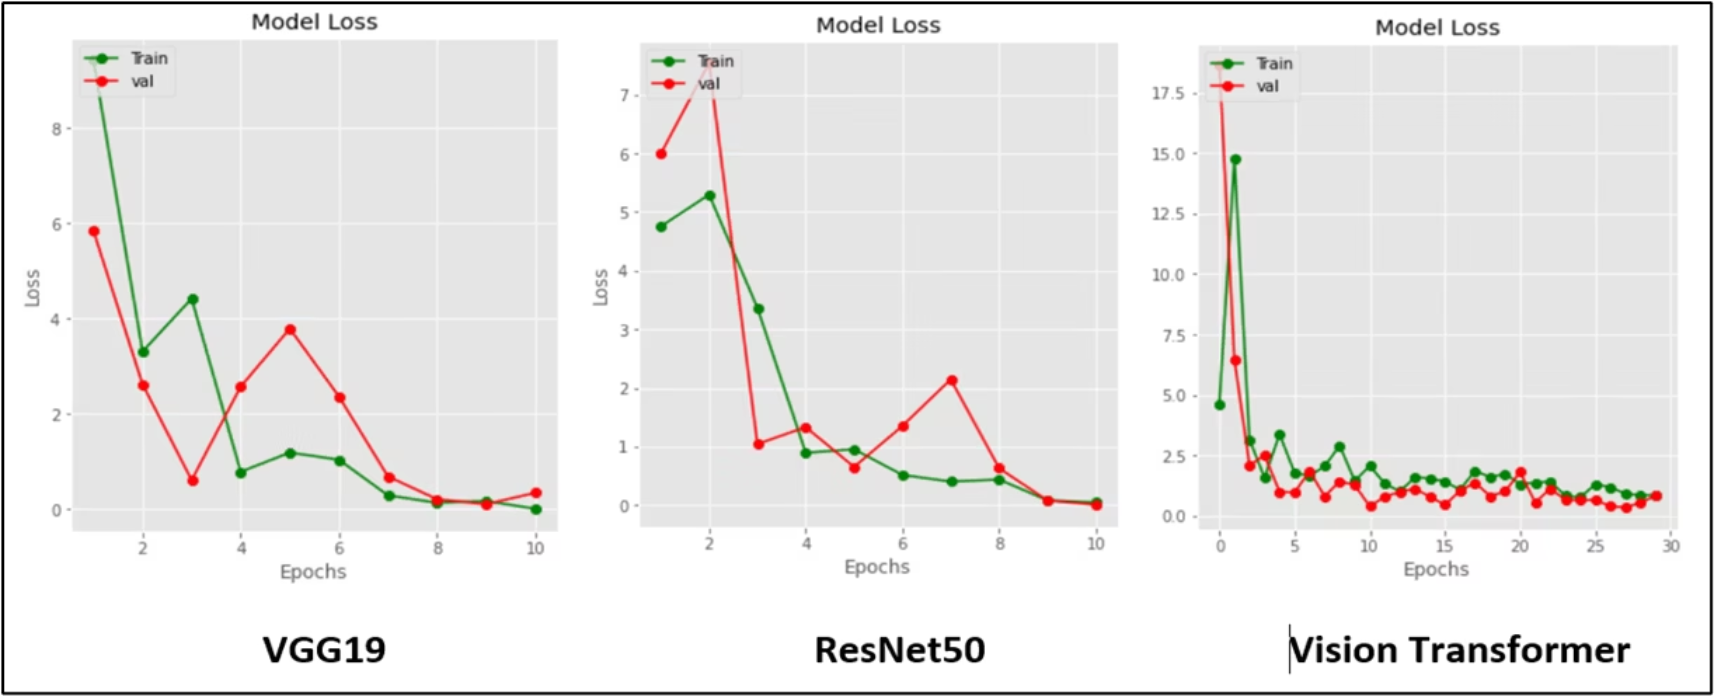 Model Loss
Train
val
Loss
8
6
4
2
0
2 4 6 8 10
Epochs
VGG19
Model Loss
Train
val
Loss
7
6
5
4
3
2
1
0
2 4 6 8 10
Epochs
ResNet50
Model Loss
Train
val
17.5
15.0
12.5
10.0
7.5
5.0
2.5
0.0
0 5 10 15 20 25 30
Epochs
Vision Transformer